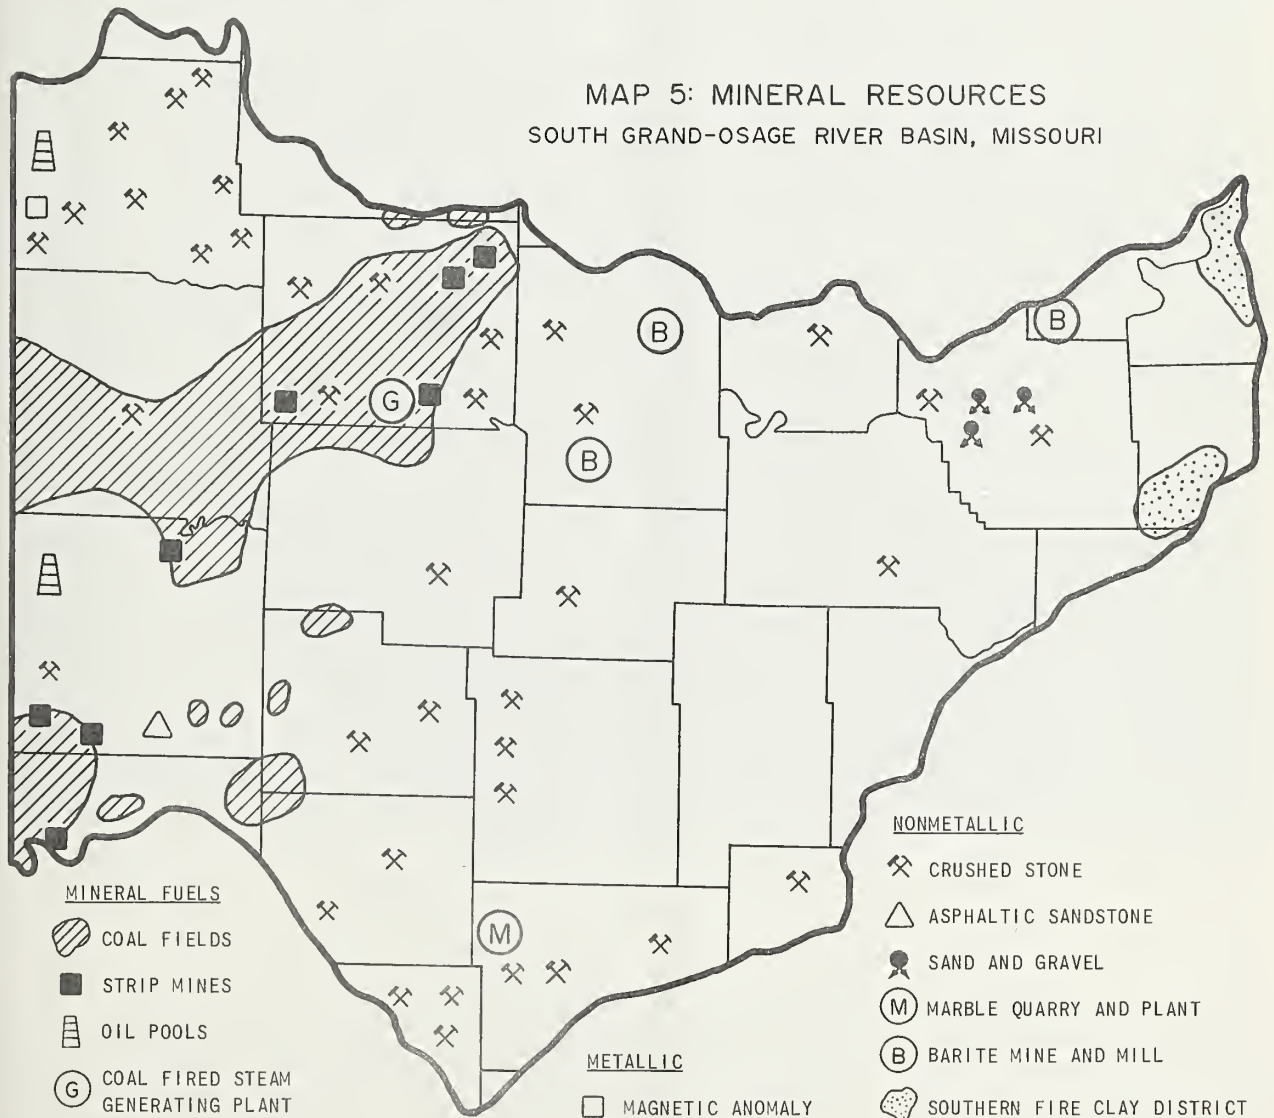 MAP 5: MINERAL RESOURCES
SOUTH GRAND-OSAGE RIVER BASIN, MISSOURI
B
B
G
B
M
MINERAL FUELS
COAL FIELDS
STRIP MINES
OIL POOLS
G COAL FIRED STEAM
GENERATING PLANT
METALLIC
MAGNETIC ANOMALY
NONMETALLIC
CRUSHED STONE
ASPHALTIC SANDSTONE
SAND AND GRAVEL
M MARBLE QUARRY AND PLANT
B BARITE MINE AND MILL
SOUTHERN FIRE CLAY DISTRICT